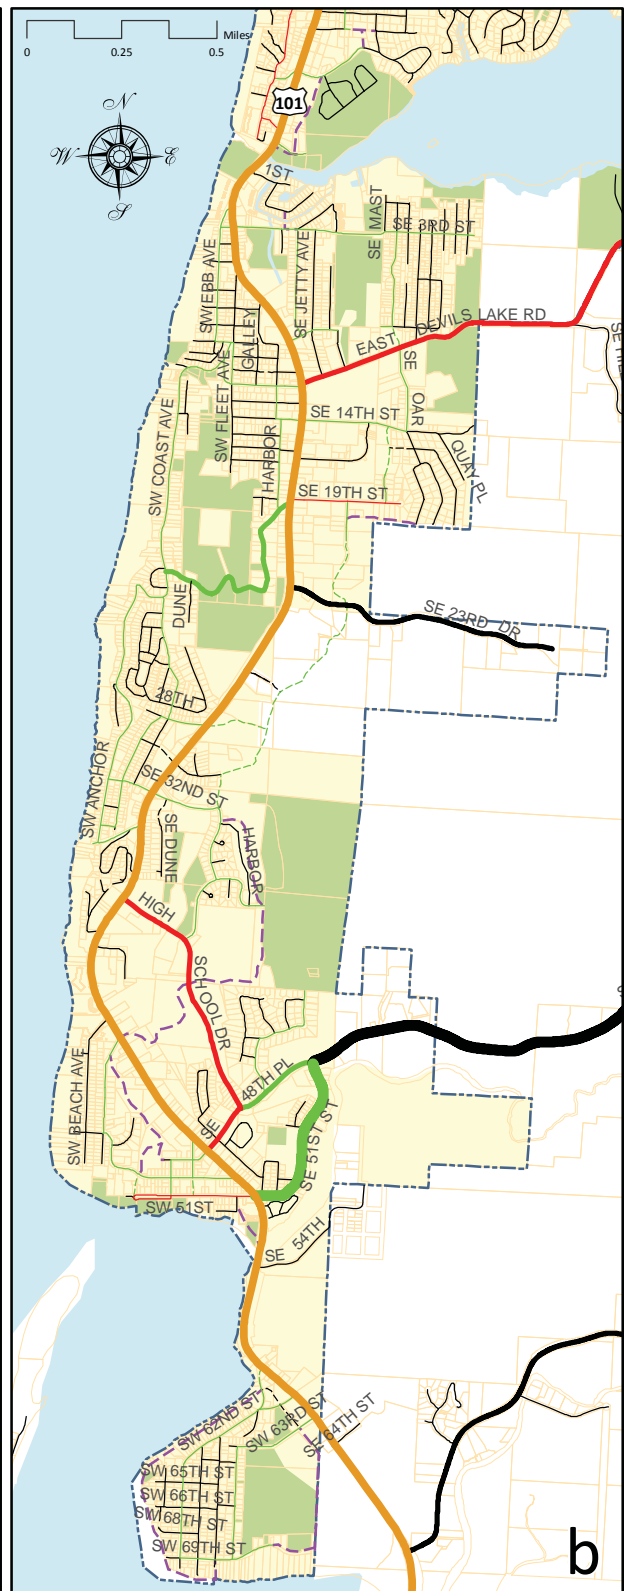 Miles
0
0.25
0.5
101
N
W
E
S
1ST
SE MAST
SE 3RD ST
SW EBB AVE
SE JETTY AVE
GALLEY
EAST DEVILS LAKE RD
SE
OAR
SW FLEET AVE
SE 14TH ST
SW COAST AVE
HARBOR
QUAY PL
SE 19TH ST
DUNE
SE 23RD DR
28TH
SW ANCHOR
SE 32ND ST
SE DUNE
HARBOR
HIGH
SCHOOL DR
48TH PL
SE
SW BEACH AVE
SE 51ST ST
SW 51ST
SE 54TH
SW 62ND ST
SW 63RD ST
SE 64TH ST
SW 65TH ST
SW 66TH ST
SW 68TH ST
SW 69TH ST
b